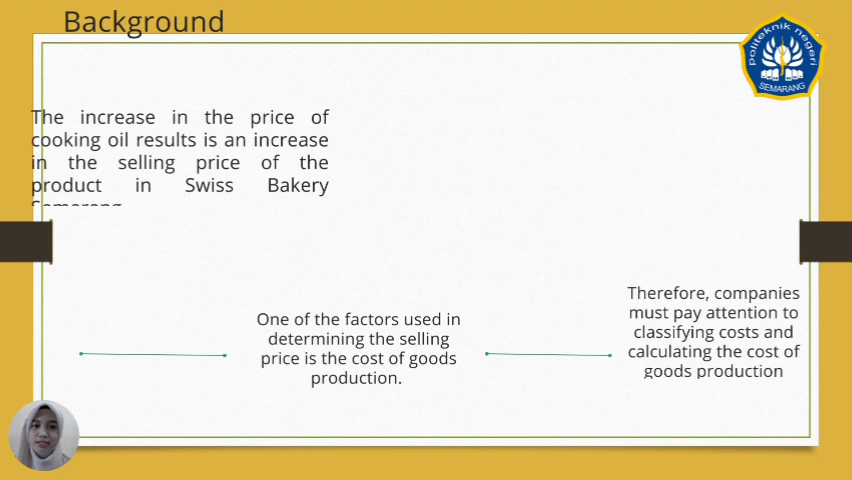 Background
politeknik negeri
SEMARANG
The increase in the price of
cooking oil results is an increase
in the selling price of the
product in Swiss Bakery
Semarang
One of the factors used in
determining the selling
price is the cost of goods
production.
Therefore, companies
must pay attention to
classifying costs and
calculating the cost of
goods production